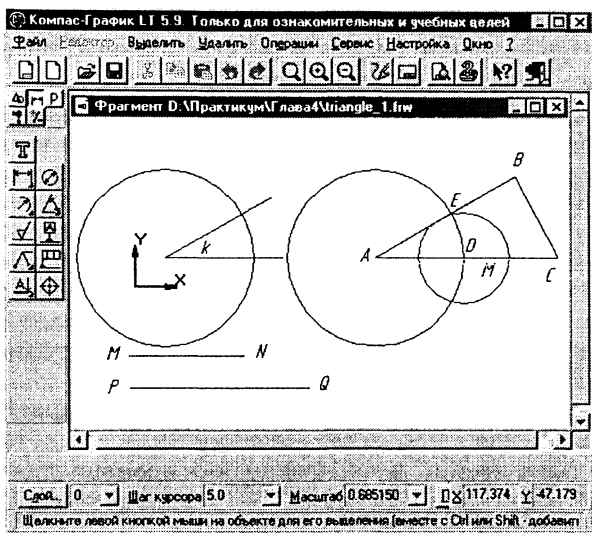 Компас-График LT 5.9. Только для ознакомительных и учебных целей
Файл Редактор Выделить Удалить Операции Сервис Настройка Окно ?
Фрагмент D:\Практикум\Глава4\triangle_1.frw
B
E
Y
k
A
D
X
M
C
M N
P Q
Слой... 0 Шаг курсора 5.0 Масштаб 0.685150 X 117.374 Y -47.179
Щелкните левой кнопкой мыши на объекте для его выделения (вместе с Ctrl или Shift - добавит